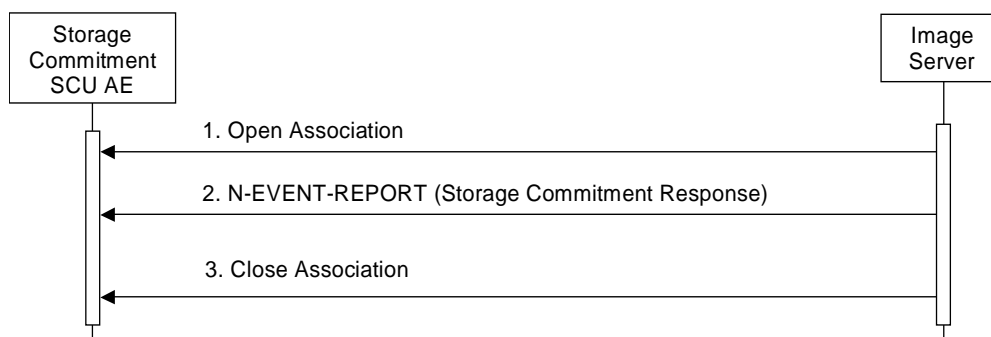 Storage
Commitment
SCU AE
Image
Server
1. Open Association
2. N-EVENT-REPORT (Storage Commitment Response)
3. Close Association